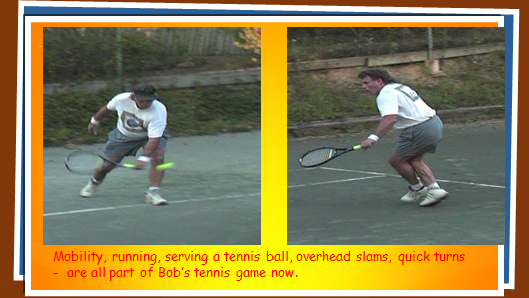 Mobility, running, serving a tennis ball, overhead slams, quick turns
- are all part of Bob's tennis game now.